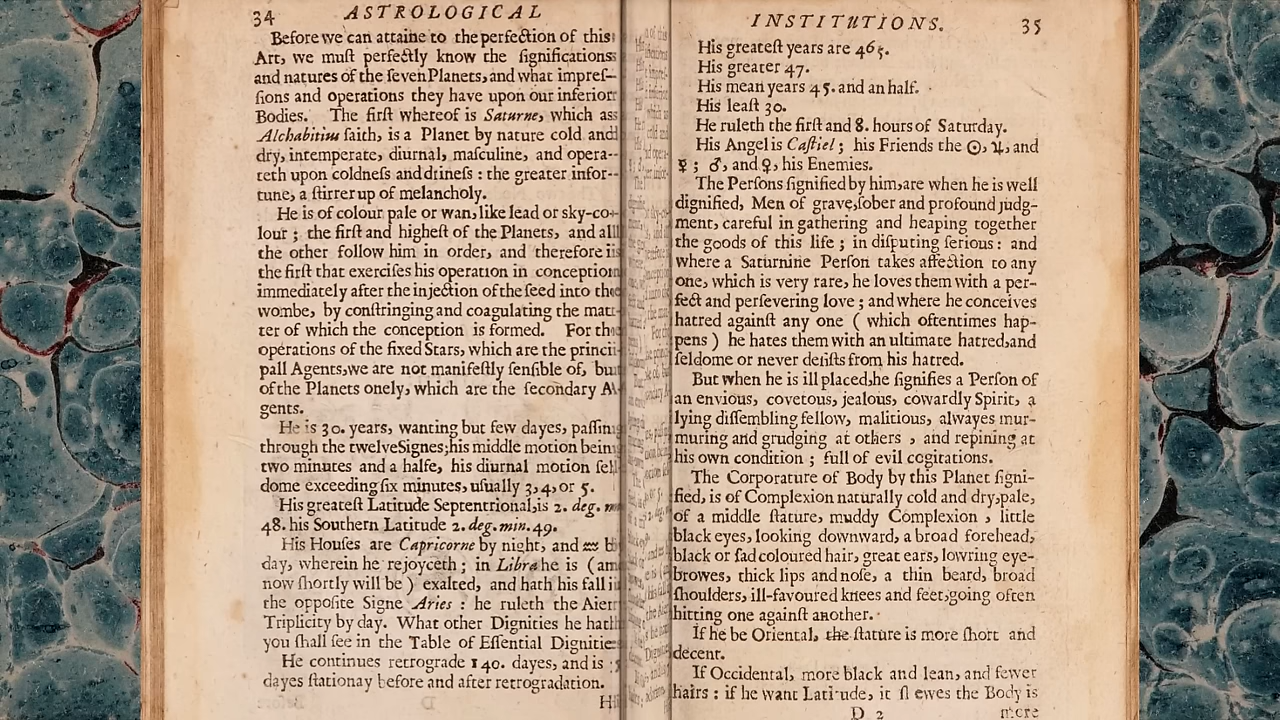 34 ASTROLOGICAL
Before we can attaine to the perfection of this
Art, we muſt perfectly know the ſignifications
and natures of the ſeven Planets, and what impreſ-
ſions and operations they have upon our inferior
Bodies. The firſt whereof is Saturne, which as
Alchabitius ſaith, is a Planet by nature cold and
dry, intemperate, diurnal, maſculine, and opera-
teth upon coldneſs and drineſs : the greater infor-
tune, a ſtirrer up of melancholy.
He is of colour pale or wan, like lead or sky-co-
lour ; the firſt and higheſt of the Planets, and all
the other follow him in order, and therefore is
the firſt that exerciſes his operation in conception
immediately after the injection of the ſeed into the
wombe, by conſtringing and coagulating the mat-
ter of which the conception is formed. For the
operations of the fixed Stars, which are the princi-
pall Agents, we are not manifeſtly ſenſible of, but
of the Planets onely, which are the ſecondary A-
gents.
He is 30. years, wanting but few dayes, paſſin
through the twelve Signes; his middle motion bein
two minutes and a halfe, his diurnal motion ſel
dome exceeding ſix minutes, uſually 3, 4, or 5.
His greateſt Latitude Septentrional, is 2. deg. m
48. his Southern Latitude 2. deg. min. 49.
His Houſes are Capricorne by night, and ♒ b
day, wherein he rejoyceth ; in Libra he is (an
now ſhortly will be ) exalted, and hath his fall i
the oppoſite Signe Aries : he ruleth the Aier
Triplicity by day. What other Dignities he hath
you ſhall ſee in the Table of Eſſential Dignitie
He continues retrograde 140. dayes, and is 5
dayes ſtationay before and after retrogradation.
Hi
INSTITUTIONS. 35
His greateſt years are 465.
His greater 47.
His mean years 45. and an half.
His leaſt 30.
He ruleth the firſt and 8. hours of Saturday.
His Angel is Caſtiel ; his Friends the ☉, ♃, and
☿ ; ♂, and ♀, his Enemies.
The Perſons ſignified by him, are when he is well
dignified, Men of grave, ſober and profound judg-
ment, careful in gathering and heaping together
the goods of this life ; in diſputing ſerious : and
where a Saturnine Perſon takes affection to any
one, which is very rare, he loves them with a per-
fect and perſevering love ; and where he conceives
hatred againſt any one ( which oftentimes hap-
pens ) he hates them with an ultimate hatred, and
ſeldome or never deſiſts from his hatred.
But when he is ill placed, he ſignifies a Perſon of
an envious, covetous, jealous, cowardly Spirit, a
lying diſſembling fellow, malitious, alwayes mur-
muring and grudging at others , and repining at
his own condition ; full of evil cogitations.
The Corporature of Body by this Planet ſigni-
fied, is of Complexion naturally cold and dry, pale,
of a middle ſtature, muddy Complexion , little
black eyes, looking downward, a broad forehead,
black or ſad coloured hair, great ears, lowring eye-
browes, thick lips and noſe, a thin beard, broad
ſhoulders, ill-favoured knees and feet, going often
hitting one againſt another.
If he be Oriental, the ſtature is more ſhort and
decent.
If Occidental, more black and lean, and fewer
hairs : if he want Latitude, it ſhewes the Body is
D 2 more